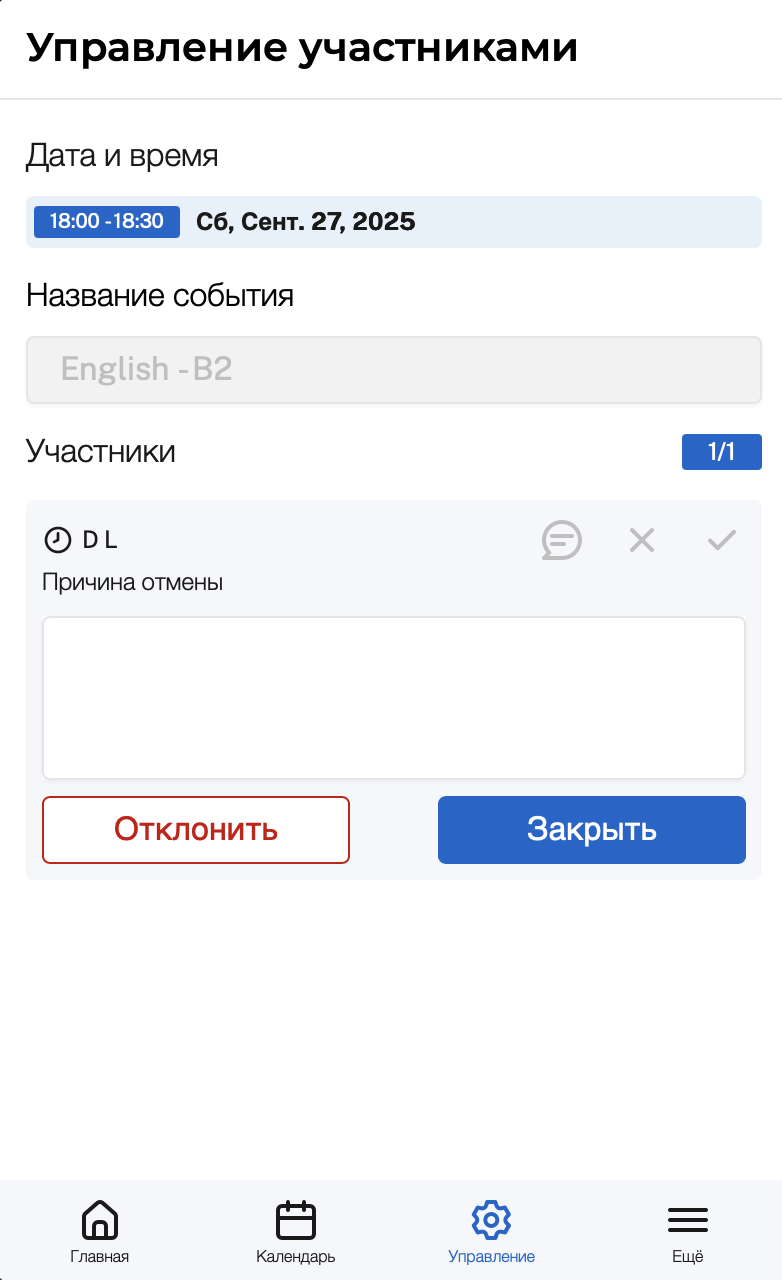 Управление участниками
Дата и время
18:00 -18:30 Сб, Сент. 27, 2025
Название события
English - B2
Участники 1/1
D L
Причина отмены
Отклонить Закрыть
Главная Календарь Управление Ещё